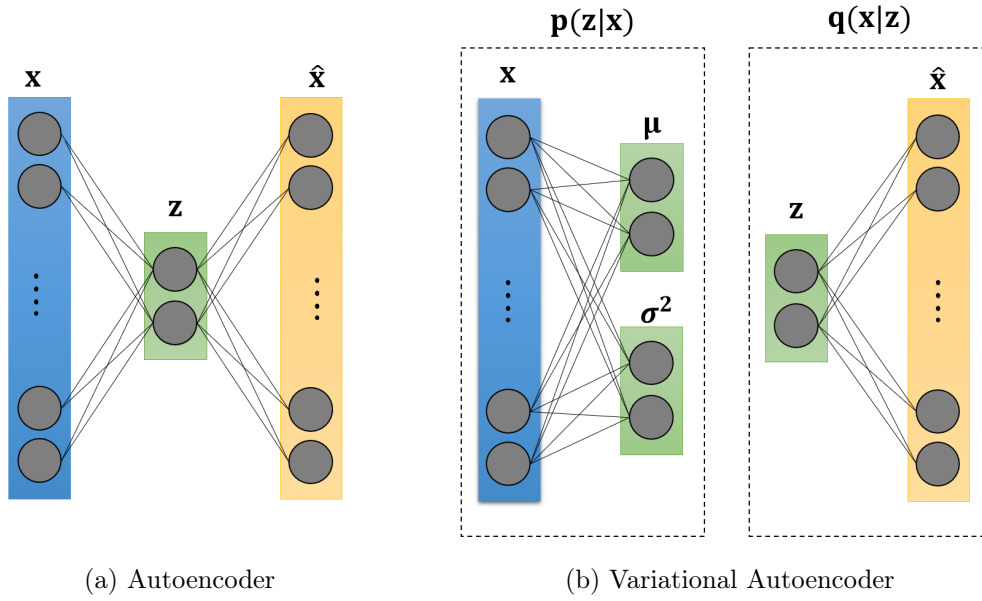 p(z|x)
q(x|z)
x
x̂
x
x̂
μ
z
z
σ²
(a) Autoencoder
(b) Variational Autoencoder